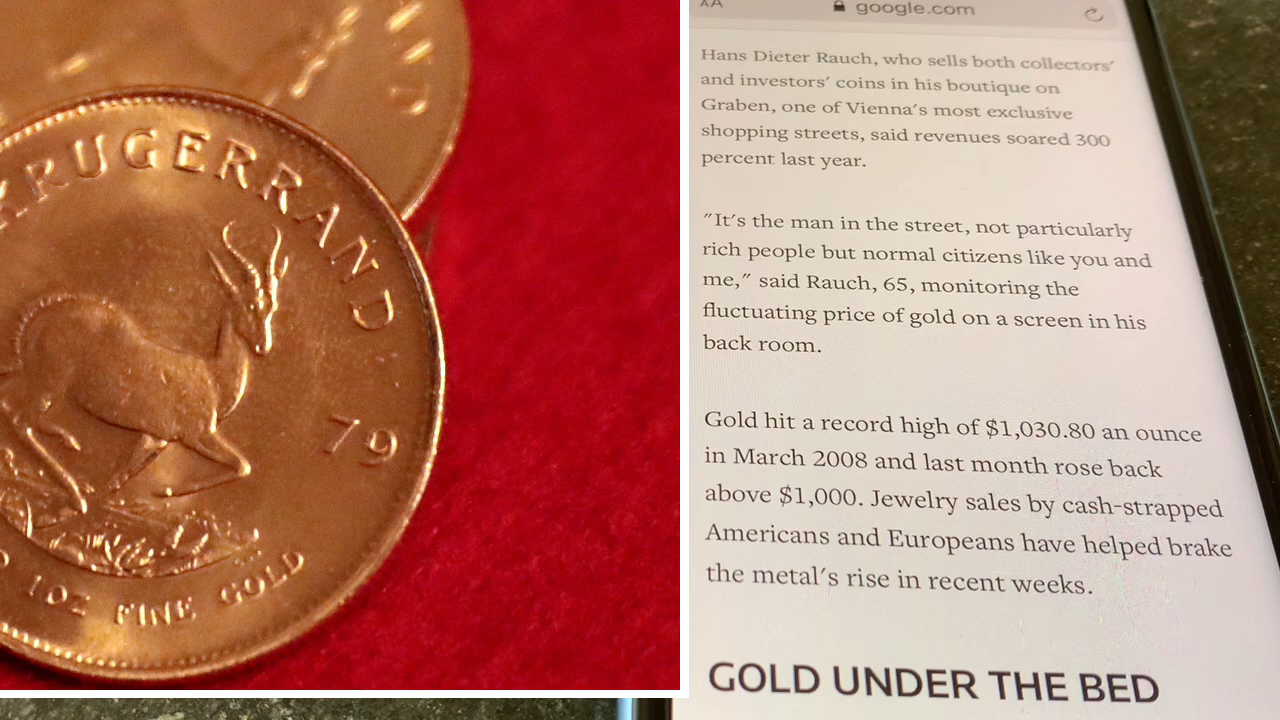 KRUGERRAND
79
1OZ FINE GOLD
AA
google.com
Hans Dieter Rauch, who sells both collectors'
and investors' coins in his boutique on
Graben, one of Vienna's most exclusive
shopping streets, said revenues soared 300
percent last year.
"It's the man in the street, not particularly
rich people but normal citizens like you and
me," said Rauch, 65, monitoring the
fluctuating price of gold on a screen in his
back room.
Gold hit a record high of $1,030.80 an ounce
in March 2008 and last month rose back
above $1,000. Jewelry sales by cash-strapped
Americans and Europeans have helped brake
the metal's rise in recent weeks.
GOLD UNDER THE BED